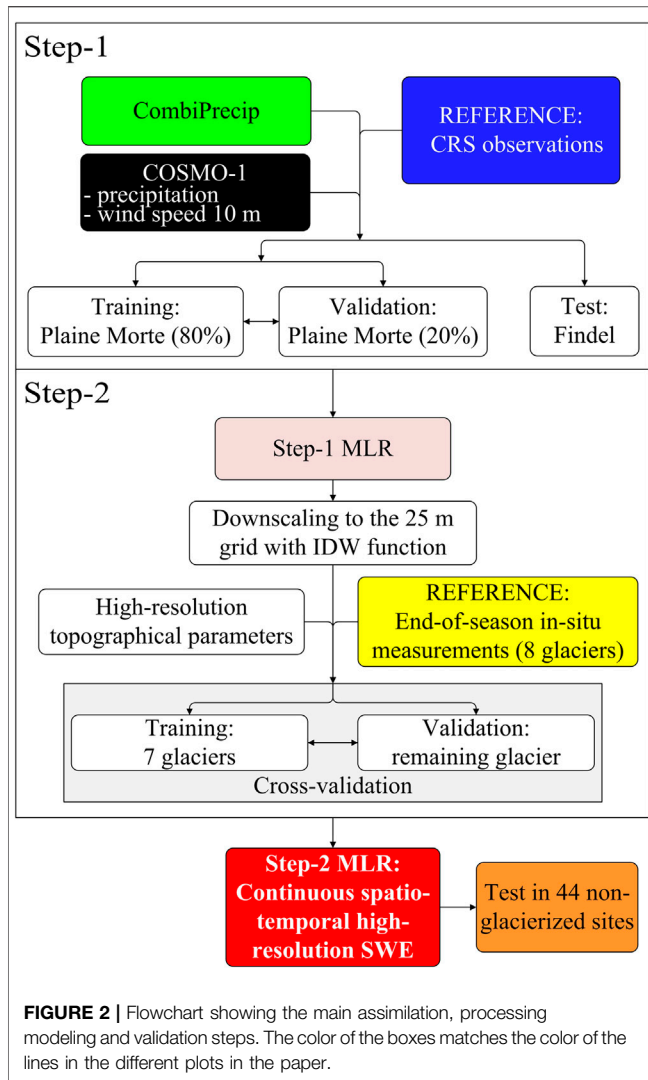 Step-1
CombiPrecip
REFERENCE:
CRS observations
COSMO-1
- precipitation
- wind speed 10 m
Training:
Plaine Morte (80%)
Validation:
Plaine Morte (20%)
Test:
Findel
Step-2
Step-1 MLR
Downscaling to the 25 m
grid with IDW function
High-resolution
topographical parameters
REFERENCE:
End-of-season in-situ
measurements (8 glaciers)
Training:
7 glaciers
Validation:
remaining glacier
Cross-validation
Step-2 MLR:
Continuous spatio-
temporal high-
resolution SWE
Test in 44 non-
glacierized sites
FIGURE 2 | Flowchart showing the main assimilation, processing
modeling and validation steps. The color of the boxes matches the color of the
lines in the different plots in the paper.